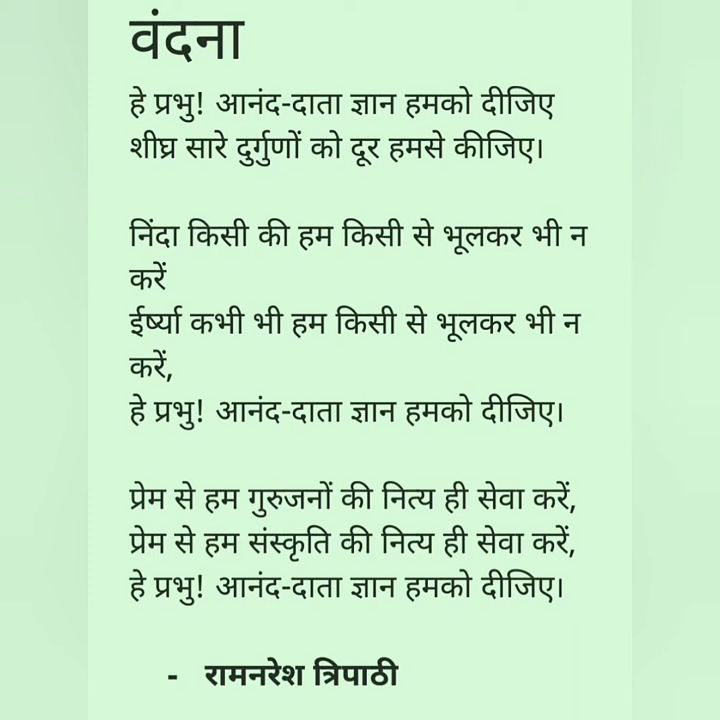 वंदना
हे प्रभु! आनंद-दाता ज्ञान हमको दीजिए
शीघ्र सारे दुर्गुणों को दूर हमसे कीजिए।
निंदा किसी की हम किसी से भूलकर भी न
करें
ईर्ष्या कभी भी हम किसी से भूलकर भी न
करें,
हे प्रभु! आनंद-दाता ज्ञान हमको दीजिए।
प्रेम से हम गुरुजनों की नित्य ही सेवा करें,
प्रेम से हम संस्कृति की नित्य ही सेवा करें,
हे प्रभु! आनंद-दाता ज्ञान हमको दीजिए।
- रामनरेश त्रिपाठी